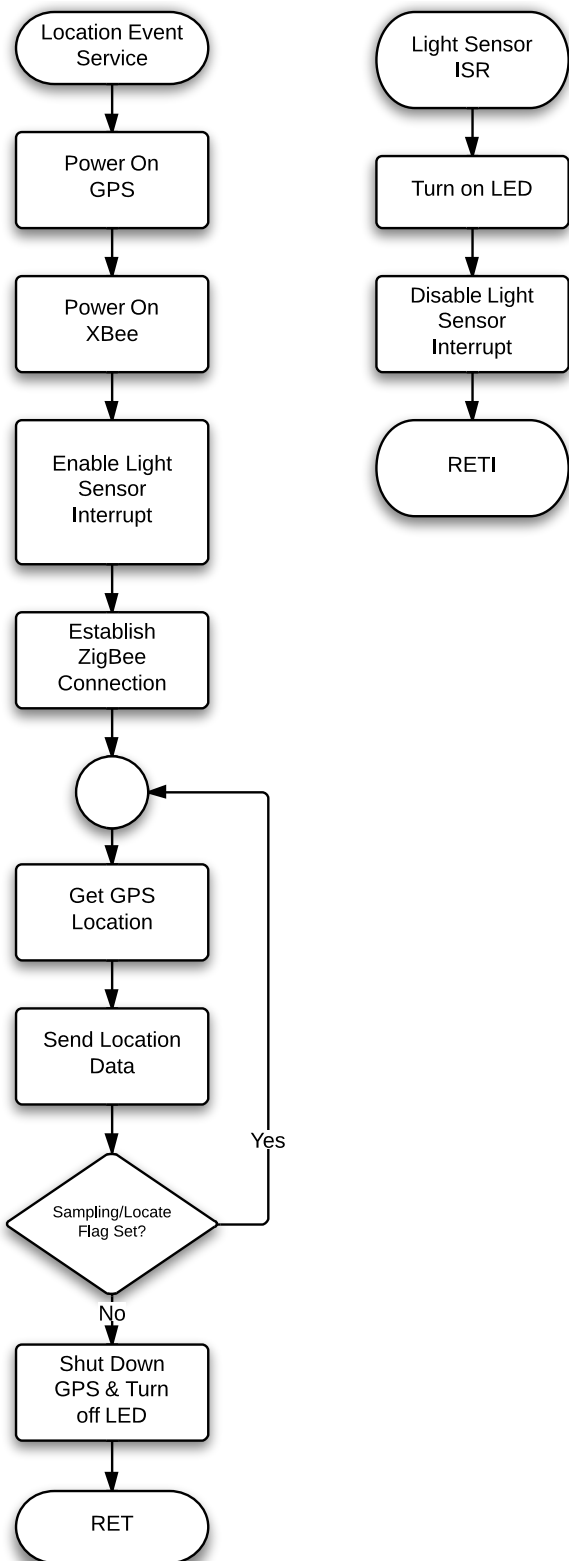 Location Event
Service
Power On
GPS
Power On
XBee
Enable Light
Sensor
Interrupt
Establish
ZigBee
Connection
Get GPS
Location
Send Location
Data
Yes
Sampling/Locate
Flag Set?
No
Shut Down
GPS & Turn
off LED
RET
Light Sensor
ISR
Turn on LED
Disable Light
Sensor
Interrupt
RETI